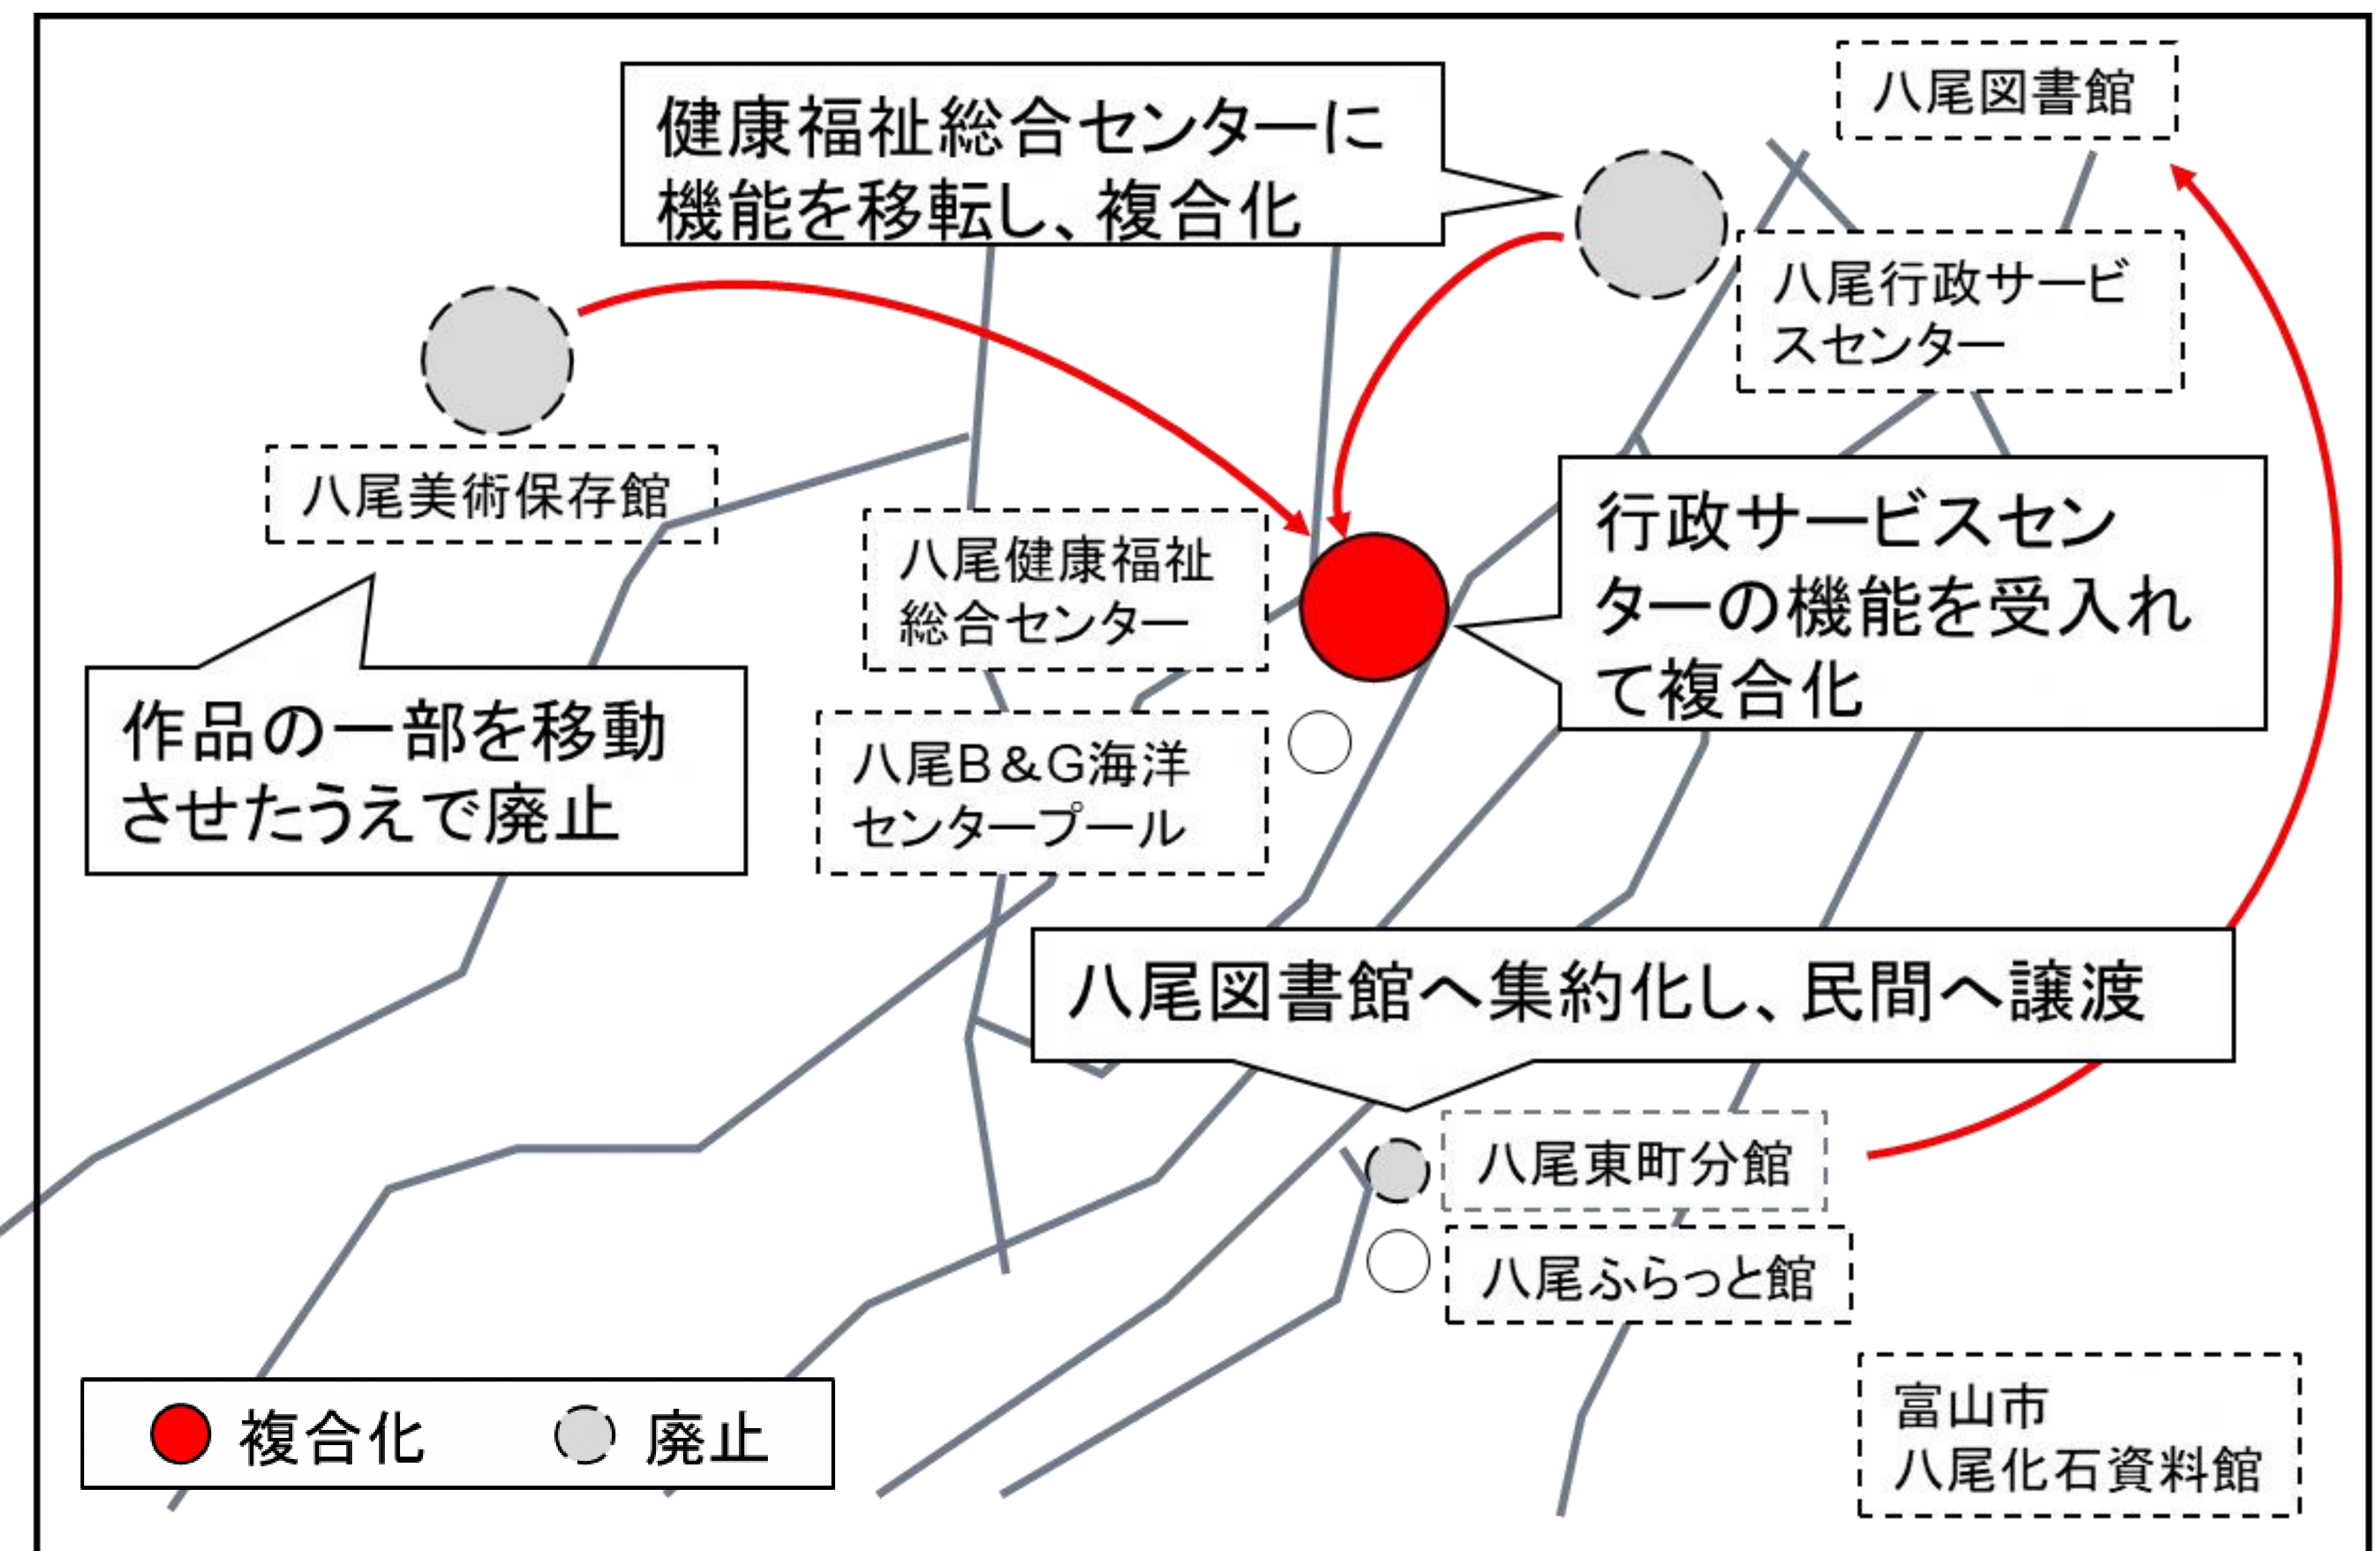 八尾図書館
健康福祉総合センターに
機能を移転し、複合化
八尾行政サービ
スセンター
八尾美術保存館
行政サービスセン
ターの機能を受入れ
て複合化
八尾健康福祉
総合センター
作品の一部を移動
させたうえで廃止
八尾B&G海洋
センタープール
八尾図書館へ集約化し、民間へ譲渡
八尾東町分館
八尾ふらっと館
富山市
八尾化石資料館
複合化
廃止